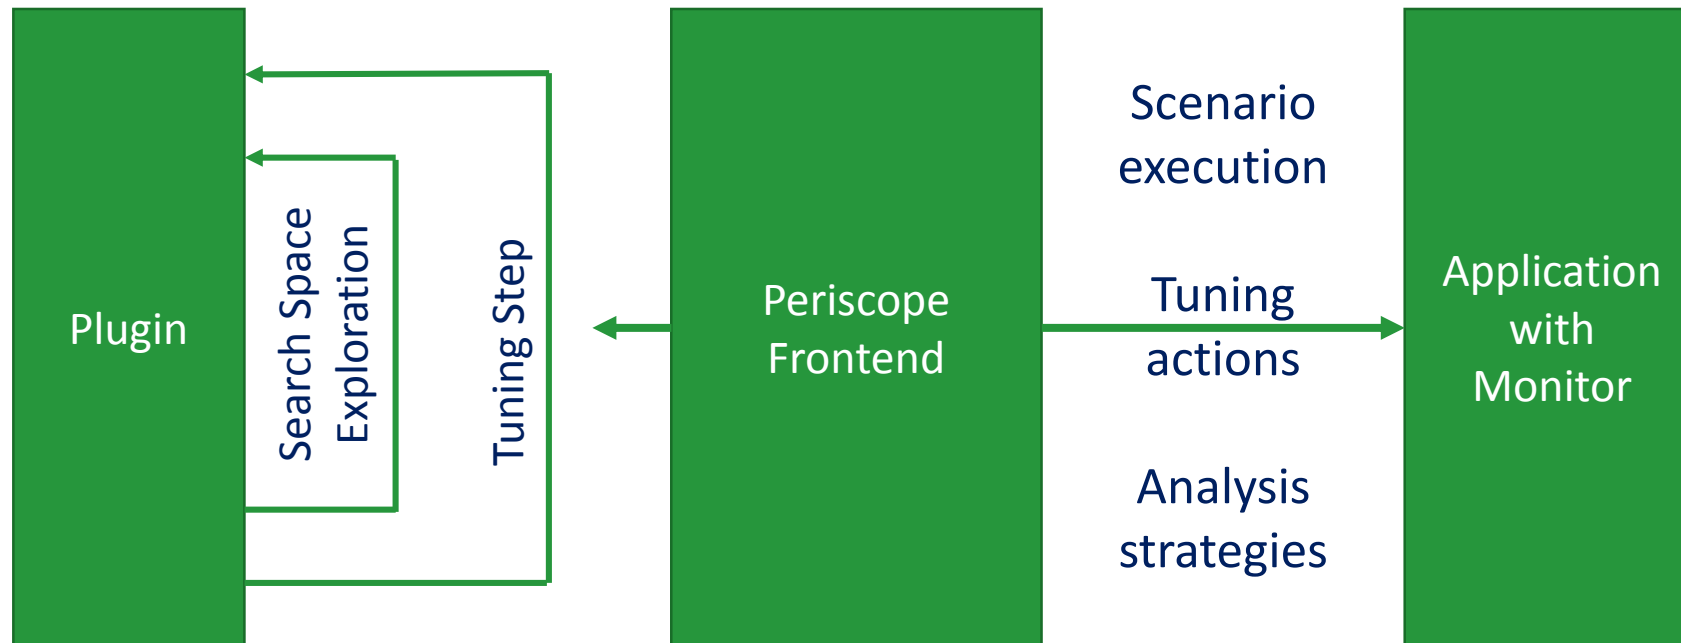 Plugin
Search Space
Exploration
Tuning Step
Periscope
Frontend
Scenario
execution
Tuning
actions
Analysis
strategies
Application
with
Monitor